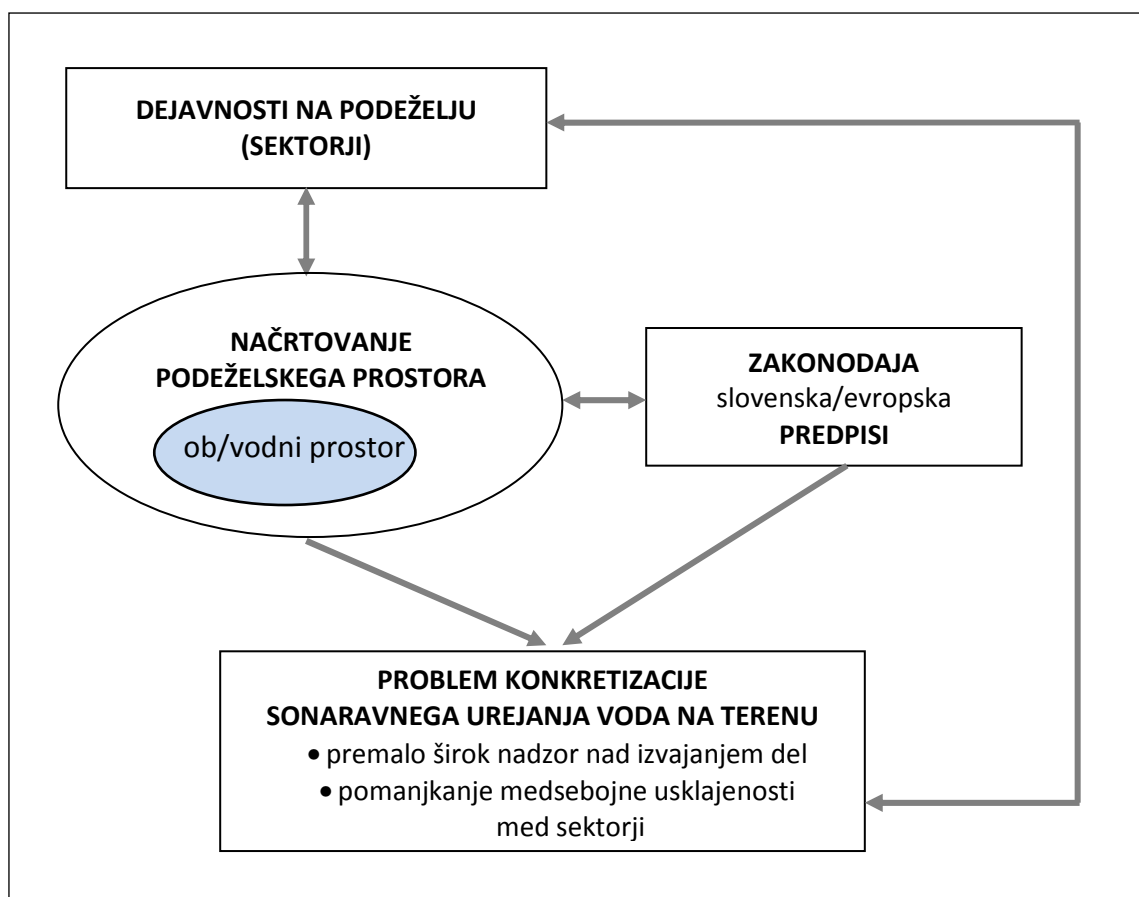 DEJAVNOSTI NA PODEŽELJU
(SEKTORJI)
NAČRTOVANJE
PODEŽELSKEGA PROSTORA
ob/vodni prostor
ZAKONODAJA
slovenska/evropska
PREDPISI
PROBLEM KONKRETIZACIJE
SONARAVNEGA UREJANJA VODA NA TERENU
• premalo širok nadzor nad izvajanjem del
• pomanjkanje medsebojne usklajenosti
med sektorji